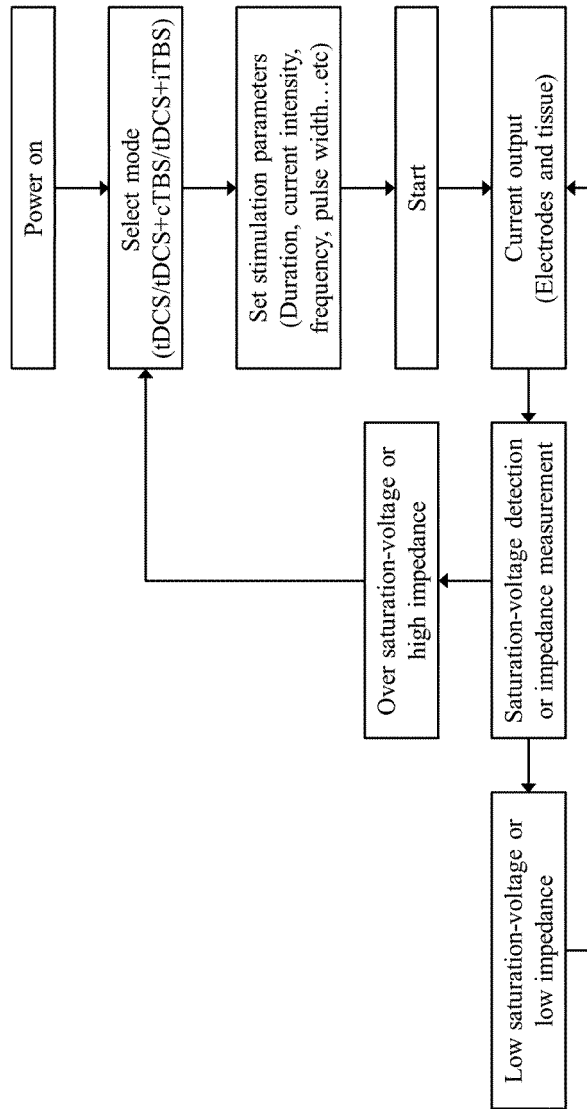 Power on
Select mode
(tDCS/tDCS+cTBS/tDCS+iTBS)
Set stimulation parameters
(Duration, current intensity,
frequency, pulse width...etc)
Start
Current output
(Electrodes and tissue)
Over saturation-voltage or
high impedance
Saturation-voltage detection
or impedance measurement
Low saturation-voltage or
low impedance